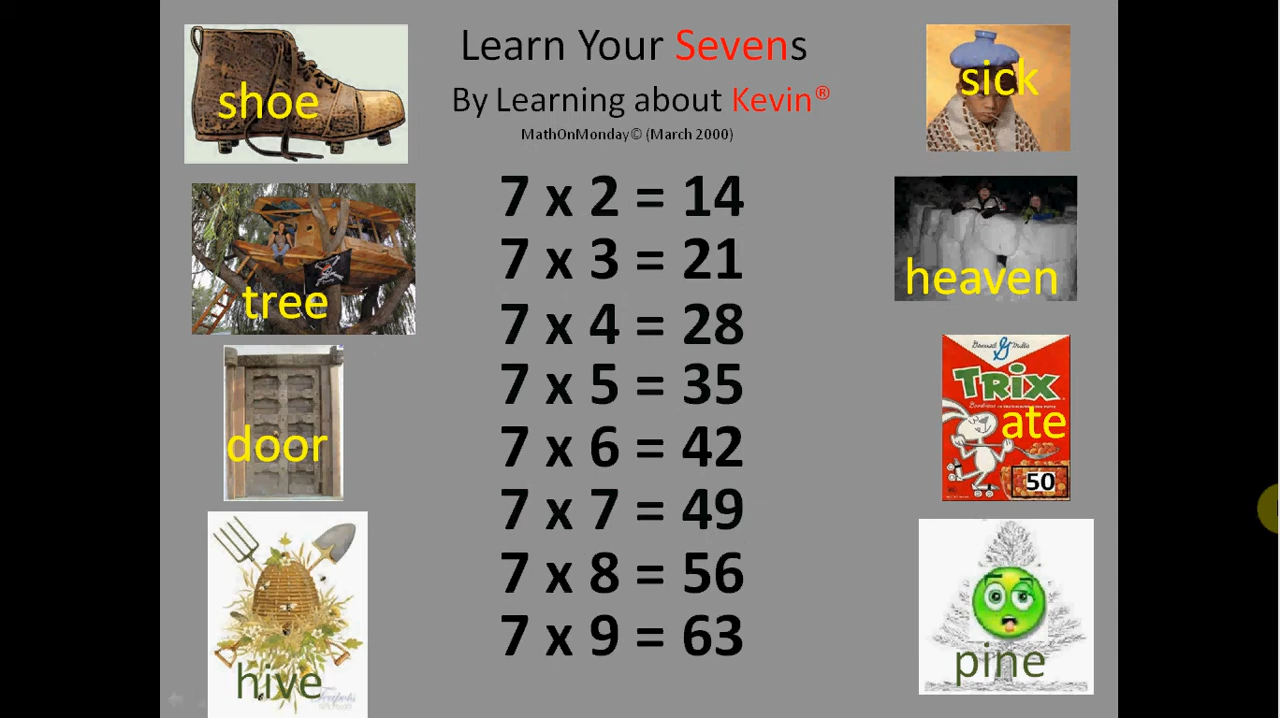 Learn Your Sevens
By Learning about Kevin®
MathOnMonday© (March 2000)
shoe
tree
door
hive
7 x 2 = 14
7 x 3 = 21
7 x 4 = 28
7 x 5 = 35
7 x 6 = 42
7 x 7 = 49
7 x 8 = 56
7 x 9 = 63
sick
heaven
TRIX
ate
50
pine